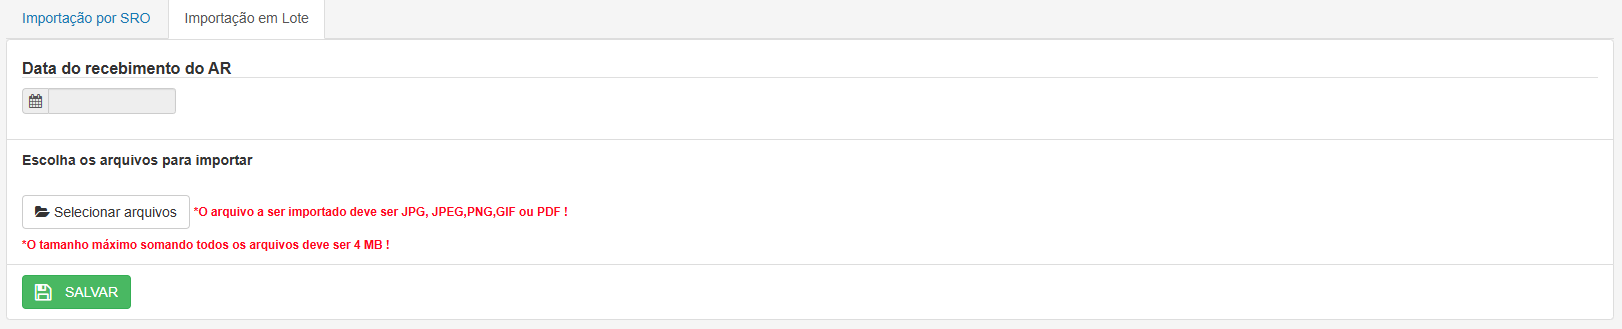 Importação por SRO
Importação em Lote
Data do recebimento do AR
Escolha os arquivos para importar
Selecionar arquivos *O arquivo a ser importado deve ser JPG, JPEG,PNG,GIF ou PDF !
*O tamanho máximo somando todos os arquivos deve ser 4 MB !
SALVAR